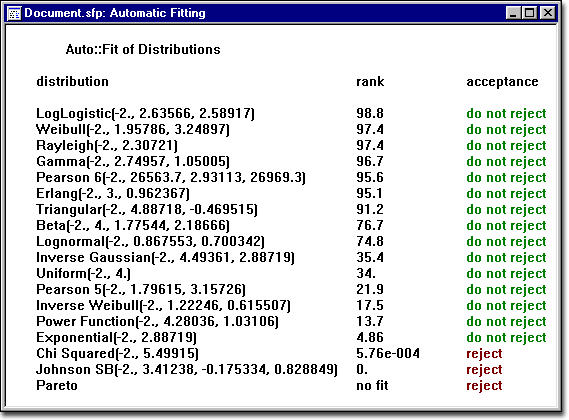 Document.sfp: Automatic Fitting
Auto::Fit of Distributions
distribution rank acceptance
LogLogistic(-2., 2.63566, 2.58917) 98.8 do not reject
Weibull(-2., 1.95786, 3.24897) 97.4 do not reject
Rayleigh(-2., 2.30721) 97.4 do not reject
Gamma(-2., 2.74957, 1.05005) 96.7 do not reject
Pearson 6(-2., 26563.7, 2.93113, 26969.3) 95.6 do not reject
Erlang(-2., 3., 0.962367) 95.1 do not reject
Triangular(-2., 4.88718, -0.469515) 91.2 do not reject
Beta(-2., 4., 1.77544, 2.18666) 76.7 do not reject
Lognormal(-2., 0.867553, 0.700342) 74.8 do not reject
Inverse Gaussian(-2., 4.49361, 2.88719) 35.4 do not reject
Uniform(-2., 4.) 34. do not reject
Pearson 5(-2., 1.79615, 3.15726) 21.9 do not reject
Inverse Weibull(-2., 1.22246, 0.615507) 17.5 do not reject
Power Function(-2., 4.28036, 1.03106) 13.7 do not reject
Exponential(-2., 2.88719) 4.86 do not reject
Chi Squared(-2., 5.49915) 5.76e-004 reject
Johnson SB(-2., 3.41238, -0.175334, 0.828849) 0. reject
Pareto no fit reject